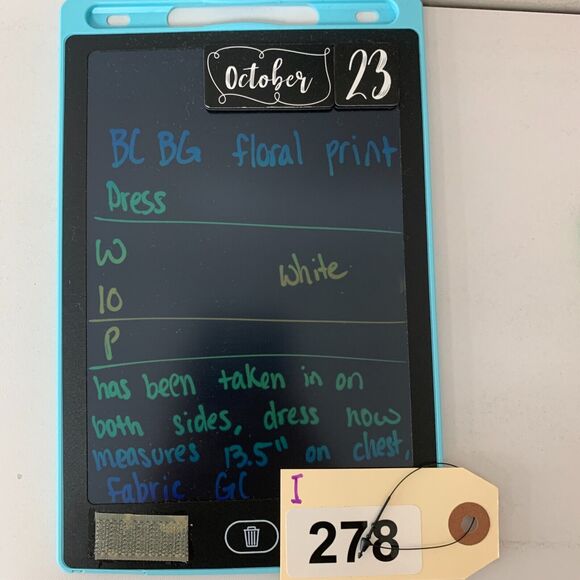 October 23
BCBG floral print
Dress
W
white
10
P
has been taken in on
both sides, dress now
measures 13.5" on chest,
Fabric GC
I
278